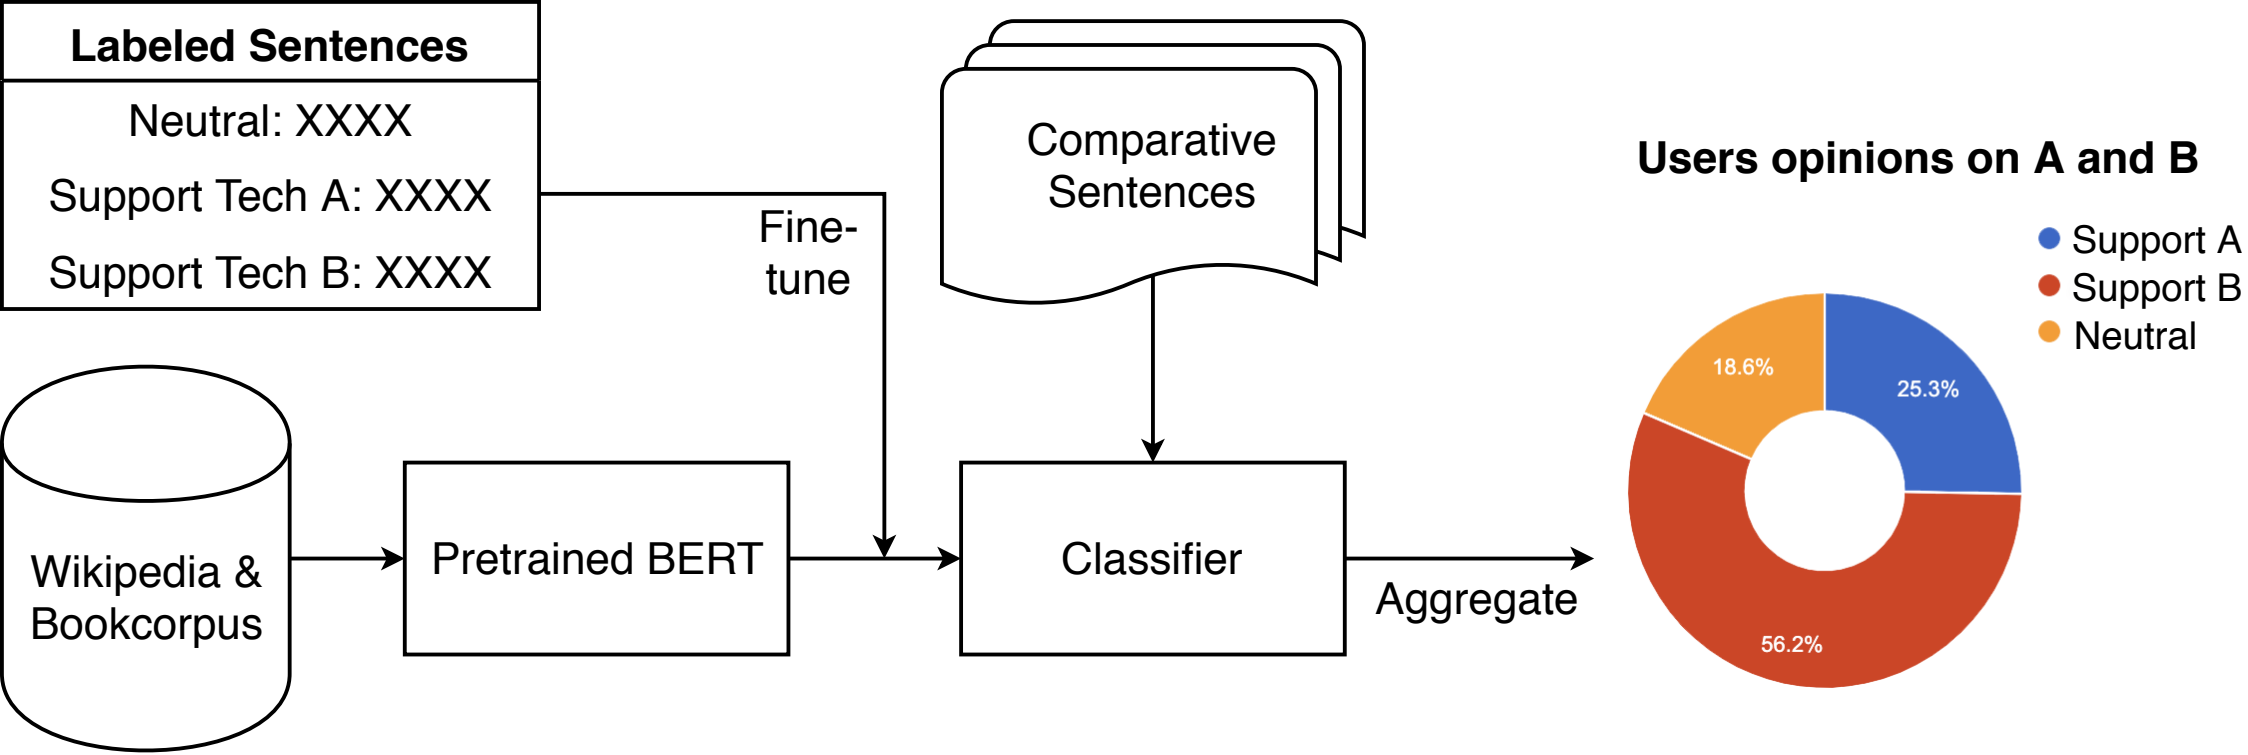 Labeled Sentences
Neutral: XXXX
Support Tech A: XXXX
Support Tech B: XXXX
Fine-
tune
Comparative
Sentences
Wikipedia &
Bookcorpus
Pretrained BERT
Classifier
Aggregate
Users opinions on A and B
Support A
Support B
Neutral
18.6%
25.3%
56.2%